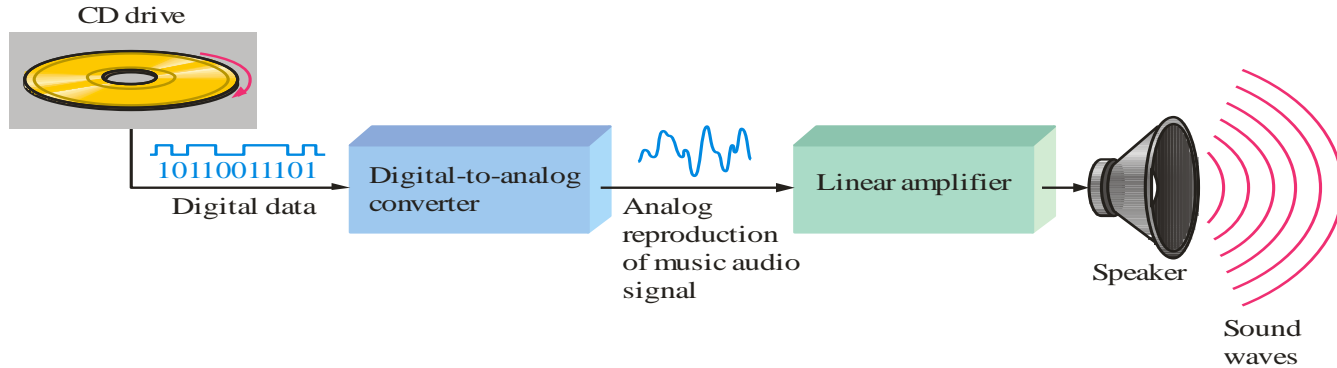 CD drive
10110011101
Digital data
Digital-to-analog
converter
Analog
reproduction
of music audio
signal
Linear amplifier
Speaker
Sound
waves